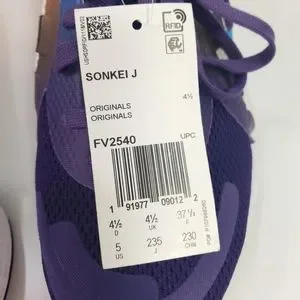 RFID
SONKEI J
4½
ORIGINALS
ORIGINALS
FV2540
UPC
1 91977 09012 2
4½ 4½ 37⅓
D UK F
5 235 230
US J CHN